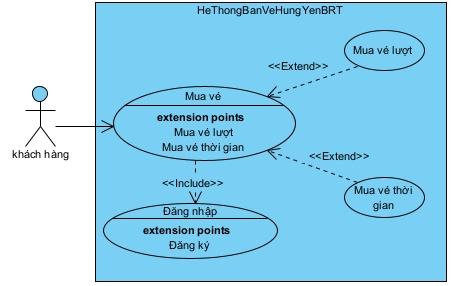 HeThongBanVeHungYenBRT
Mua vé lượt
<<Extend>>
Mua vé
extension points
Mua vé lượt
Mua vé thời gian
<<Extend>>
khách hàng
<<Include>>
Mua vé thời
gian
Đăng nhập
extension points
Đăng ký